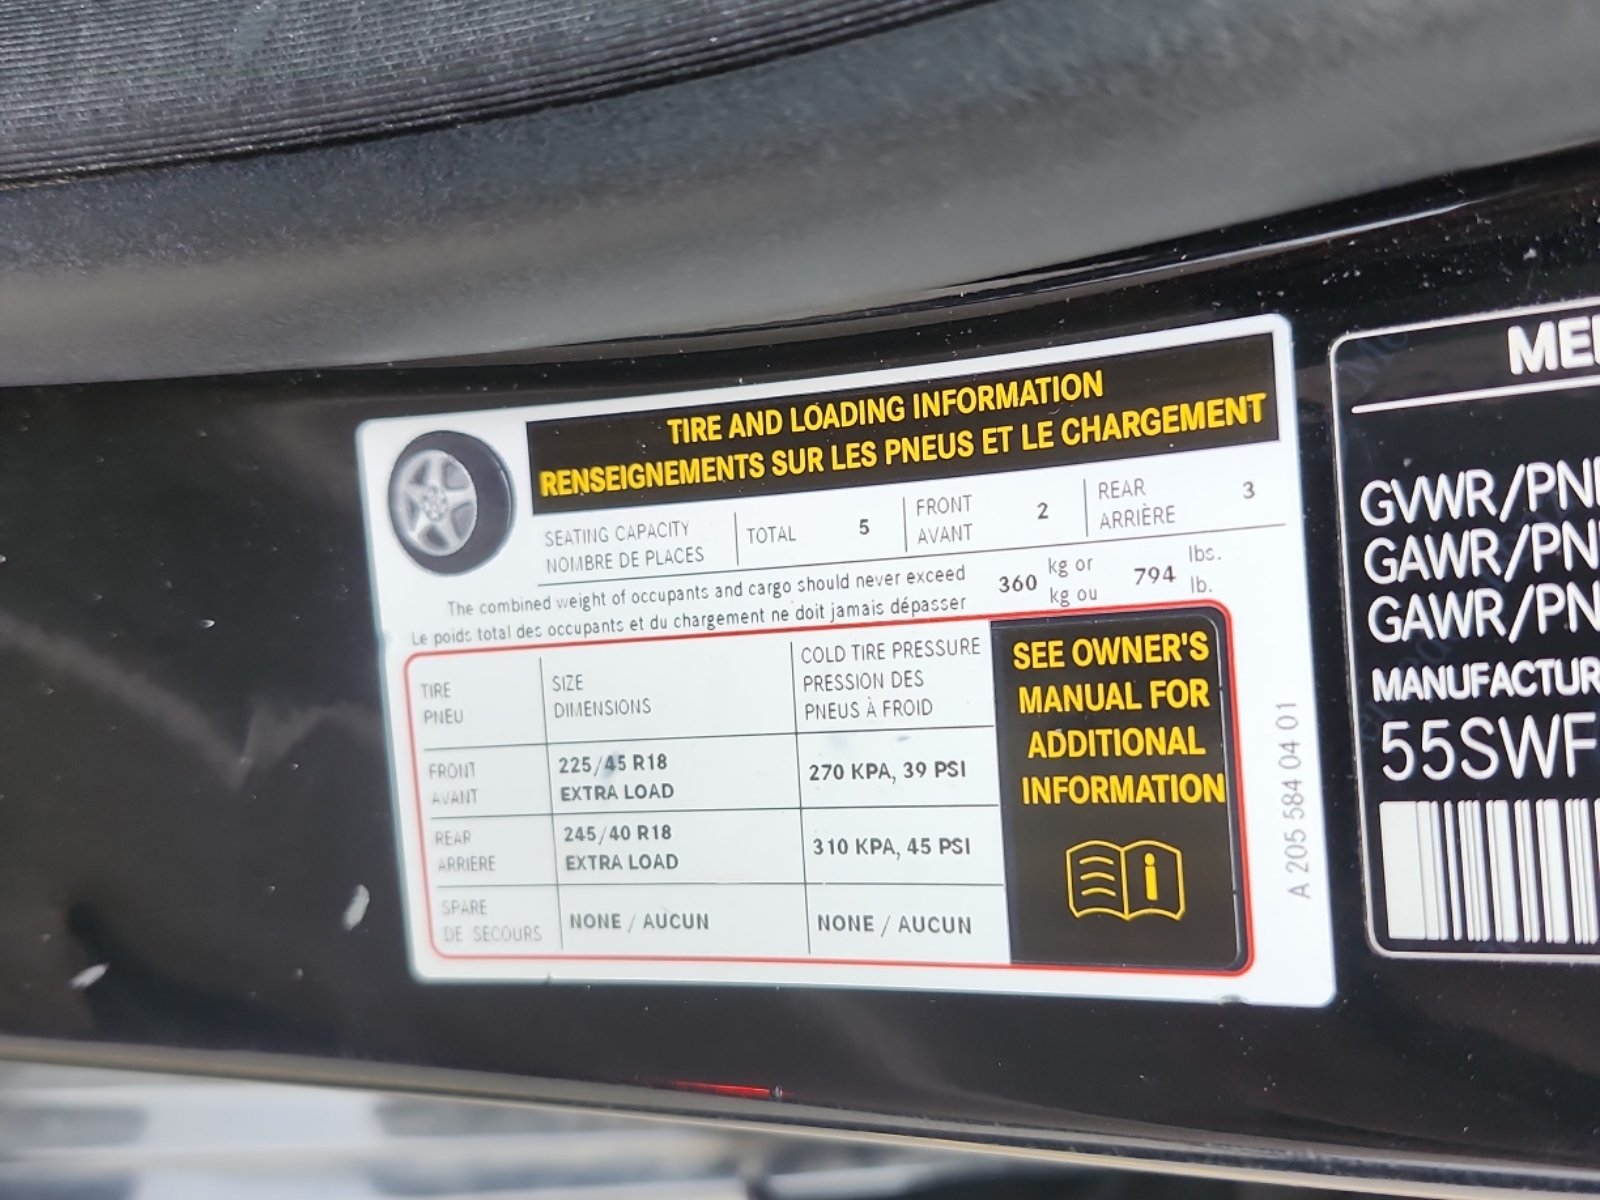 TIRE AND LOADING INFORMATION
RENSEIGNEMENTS SUR LES PNEUS ET LE CHARGEMENT
SEATING CAPACITY
NOMBRE DE PLACES
TOTAL 5
FRONT
AVANT
2
REAR
ARRIÈRE
3
The combined weight of occupants and cargo should never exceed 360 kg or 794 lbs.
Le poids total des occupants et du chargement ne doit jamais dépasser kg ou lb.
TIRE
PNEU
SIZE
DIMENSIONS
COLD TIRE PRESSURE
PRESSION DES
PNEUS À FROID
FRONT
AVANT
225/45 R18
EXTRA LOAD
270 KPA, 39 PSI
REAR
ARRIÈRE
245/40 R18
EXTRA LOAD
310 KPA, 45 PSI
SPARE
DE SECOURS
NONE / AUCUN
NONE / AUCUN
SEE OWNER'S
MANUAL FOR
ADDITIONAL
INFORMATION
i
A 205 584 04 01
ME
GVWR/PN
GAWR/PN
GAWR/PN
MANUFACTUR
55SWF